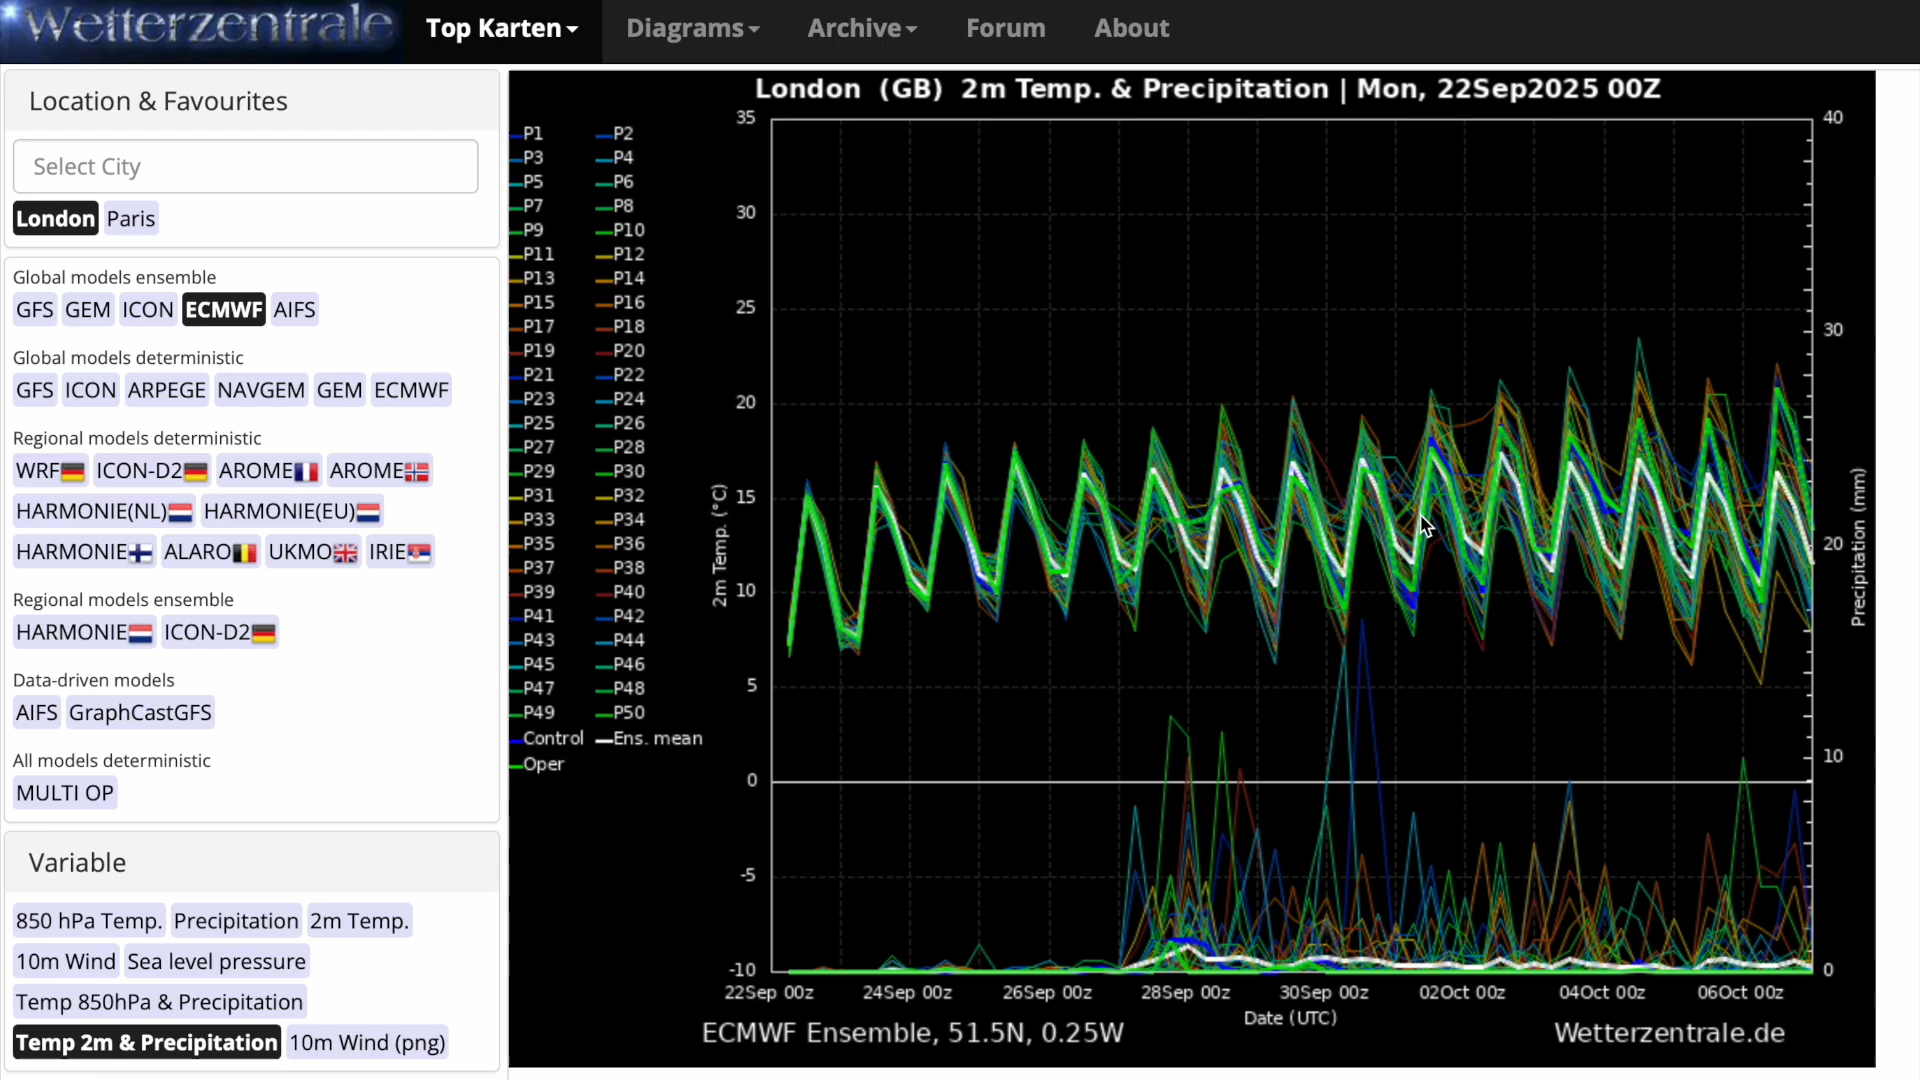 Wetterzentrale
Top Karten
Diagrams
Archive
Forum
About
Location & Favourites
Select City
London Paris
Global models ensemble
GFS GEM ICON ECMWF AIFS
Global models deterministic
GFS ICON ARPEGE NAVGEM GEM ECMWF
Regional models deterministic
WRF ICON-D2 AROME AROME
HARMONIE(NL) HARMONIE(EU)
HARMONIE ALARO UKMO IRIE
Regional models ensemble
HARMONIE ICON-D2
Data-driven models
AIFS GraphCastGFS
All models deterministic
MULTI OP
Variable
850 hPa Temp. Precipitation 2m Temp.
10m Wind Sea level pressure
Temp 850hPa & Precipitation
Temp 2m & Precipitation 10m Wind (png)
London (GB) 2m Temp. & Precipitation | Mon, 22Sep2025 00Z
P1 P2
P3 P4
P5 P6
P7 P8
P9 P10
P11 P12
P13 P14
P15 P16
P17 P18
P19 P20
P21 P22
P23 P24
P25 P26
P27 P28
P29 P30
P31 P32
P33 P34
P35 P36
P37 P38
P39 P40
P41 P42
P43 P44
P45 P46
P47 P48
P49 P50
Control Ens. mean
Oper
2m Temp. (°C)
35
30
25
20
15
10
5
0
-5
-10
40
30
20
10
0
Precipitation (mm)
22Sep 00z 24Sep 00z 26Sep 00z 28Sep 00z 30Sep 00z 02Oct 00z 04Oct 00z 06Oct 00z
Date (UTC)
ECMWF Ensemble, 51.5N, 0.25W
Wetterzentrale.de